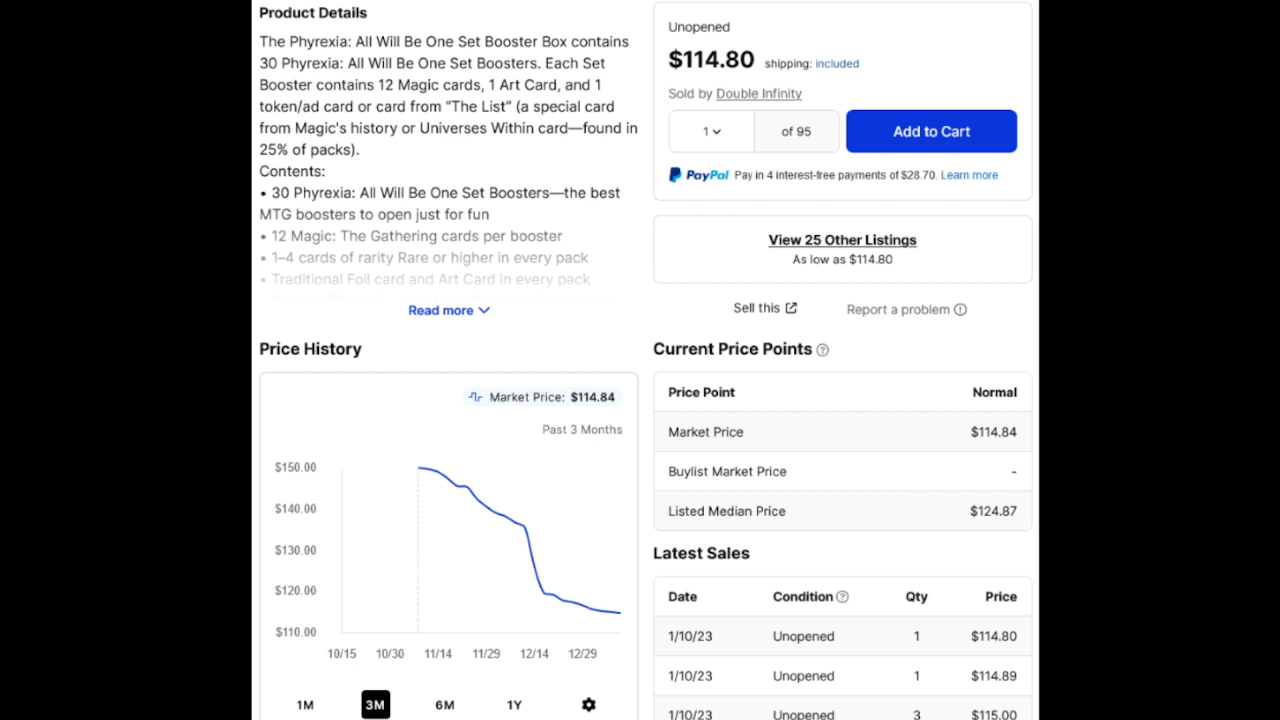 Product Details
The Phyrexia: All Will Be One Set Booster Box contains
30 Phyrexia: All Will Be One Set Boosters. Each Set
Booster contains 12 Magic cards, 1 Art Card, and 1
token/ad card or card from "The List" (a special card
from Magic's history or Universes Within card—found in
25% of packs).
Contents:
• 30 Phyrexia: All Will Be One Set Boosters—the best
MTG boosters to open just for fun
• 12 Magic: The Gathering cards per booster
• 1–4 cards of rarity Rare or higher in every pack
• Traditional Foil card and Art Card in every pack
Read more
Unopened
$114.80 shipping: included
Sold by Double Infinity
1 of 95 Add to Cart
PayPal Pay in 4 interest-free payments of $28.70. Learn more
View 25 Other Listings
As low as $114.80
Sell this Report a problem
Price History
Market Price: $114.84
Past 3 Months
$150.00
$140.00
$130.00
$120.00
$110.00
10/15 10/30 11/14 11/29 12/14 12/29
1M 3M 6M 1Y
Current Price Points
Price Point Normal
Market Price $114.84
Buylist Market Price -
Listed Median Price $124.87
Latest Sales
Date Condition Qty Price
1/10/23 Unopened 1 $114.80
1/10/23 Unopened 1 $114.89
1/10/23 Unopened 3 $115.00